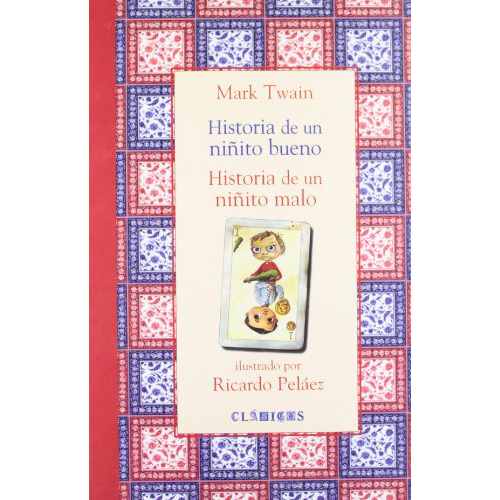 Mark Twain
Historia de un
niñito bueno
Historia de un
niñito malo
ilustrado por
Ricardo Peláez
CLÁSICOS